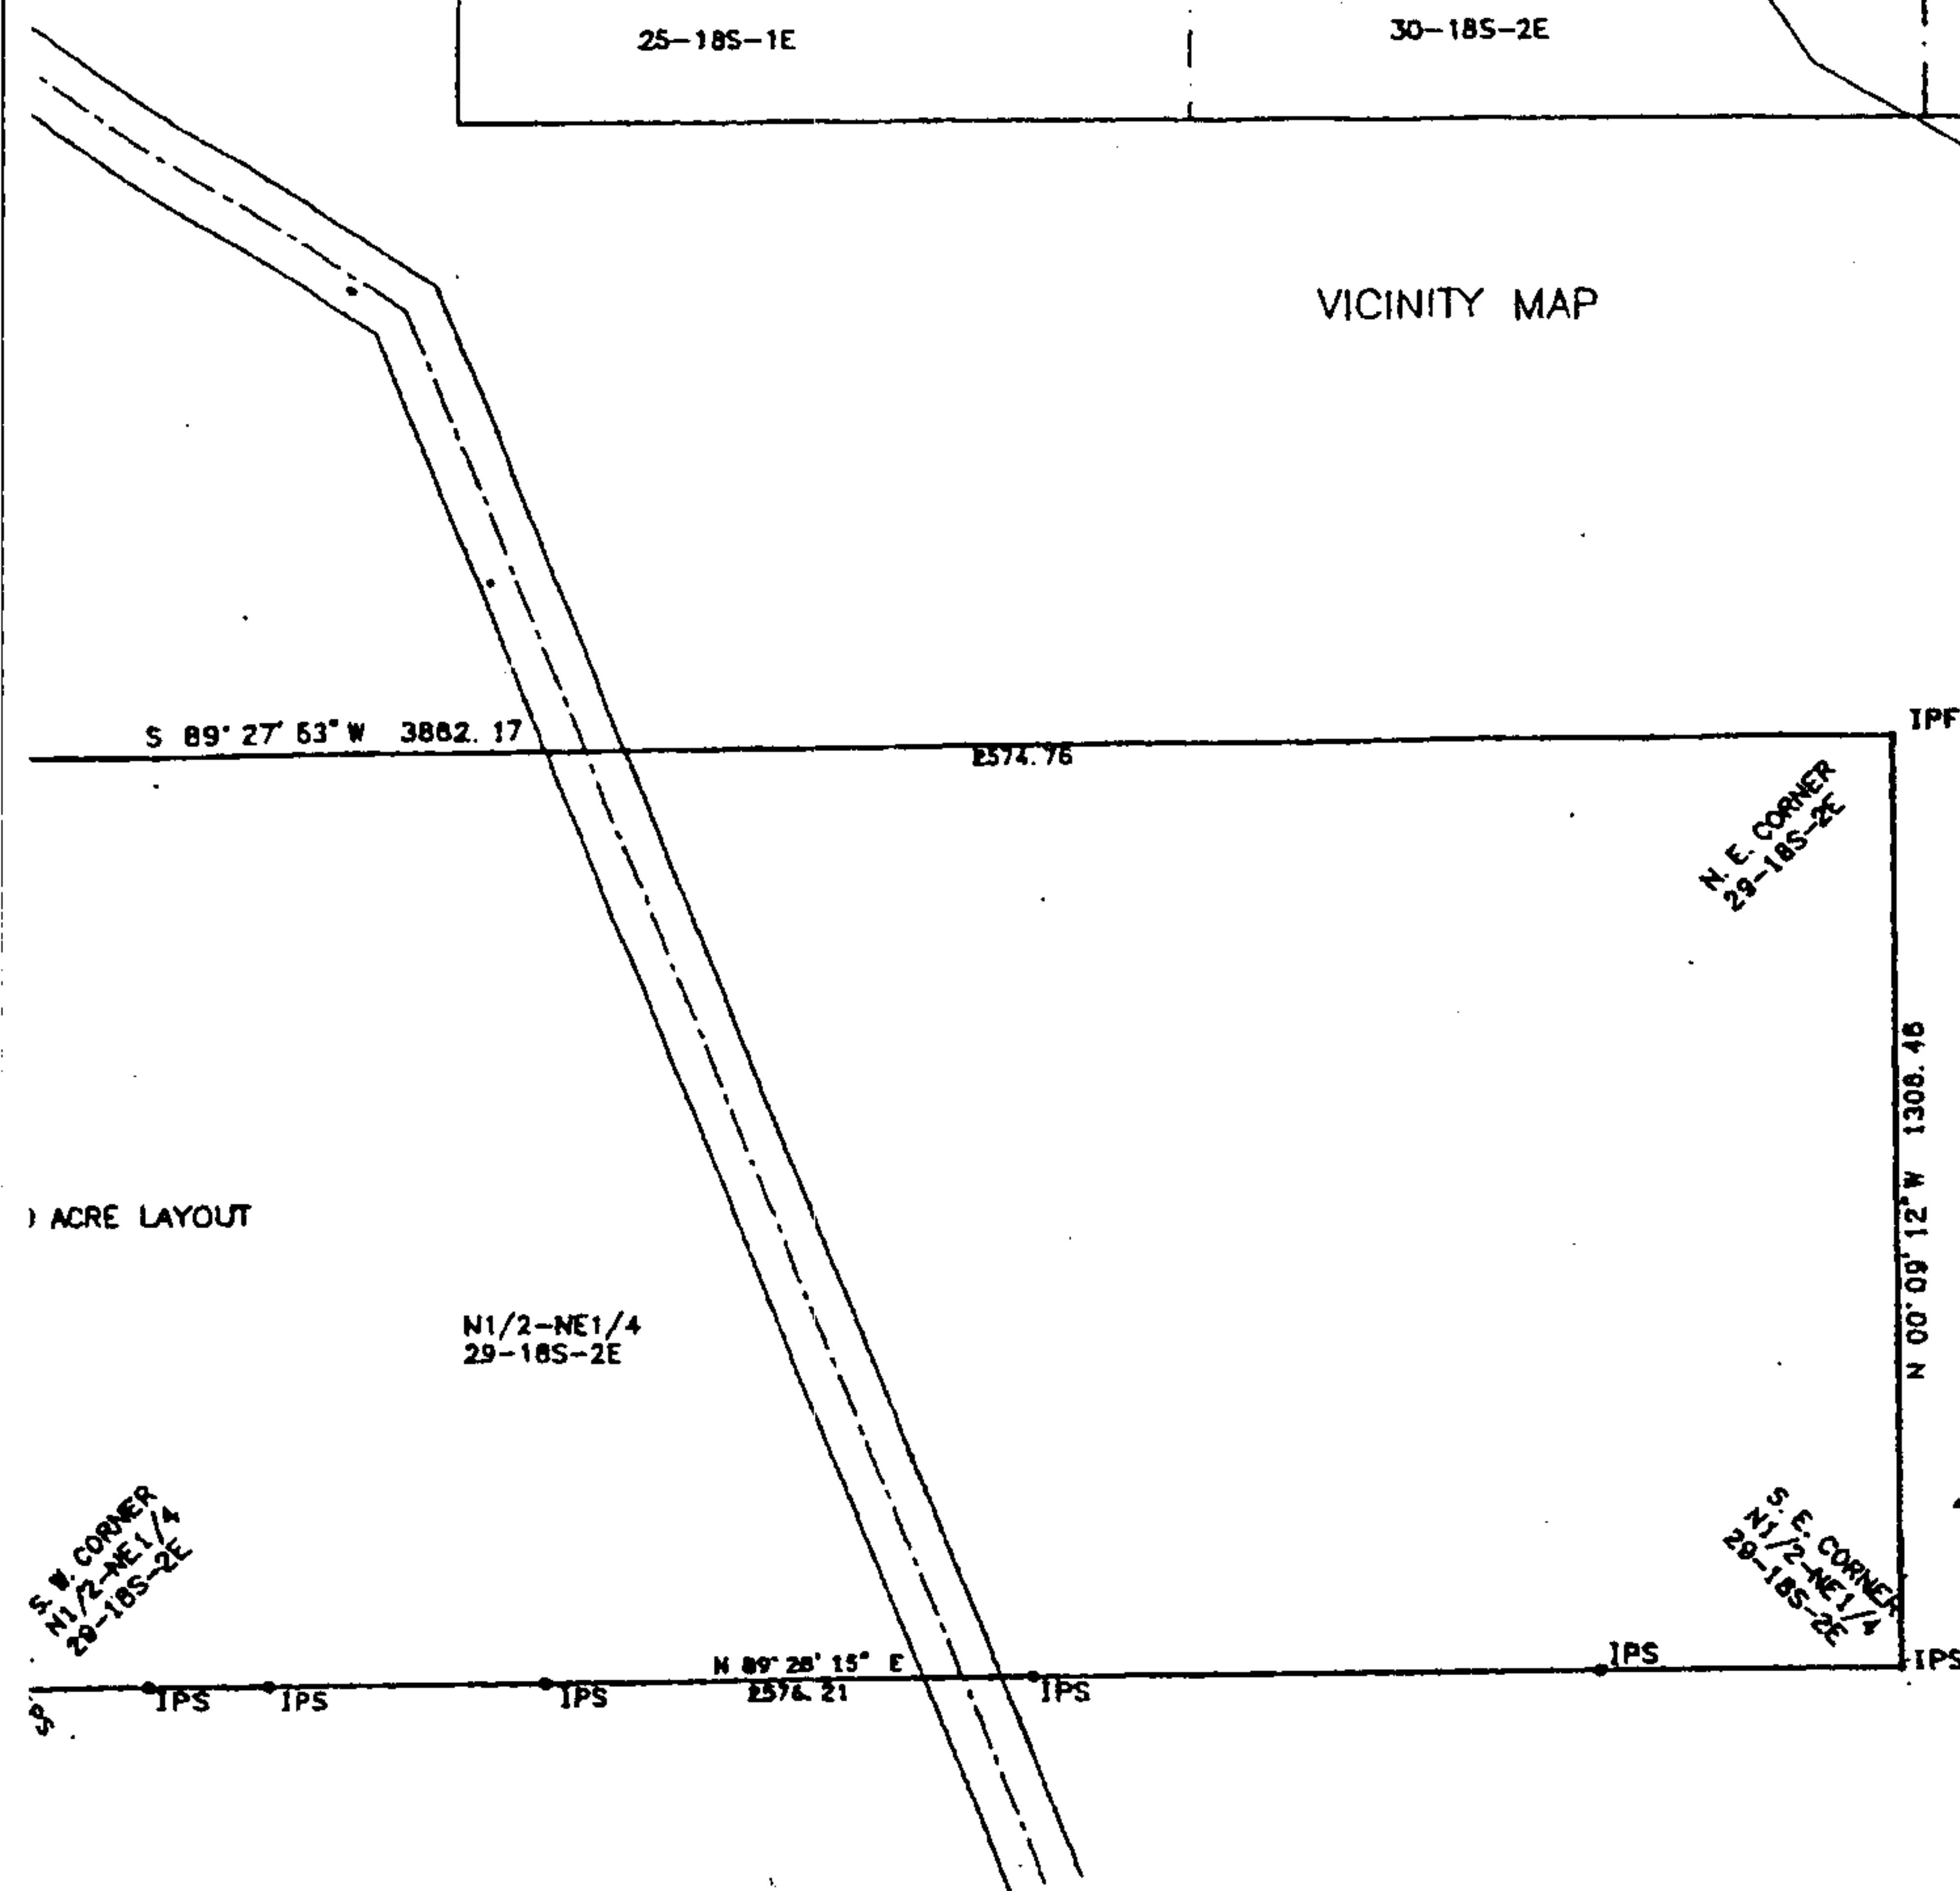 25-18S-1E
30-18S-2E
VICINITY MAP
S 89° 27' 53" W 3882.17
2574.76
IPF
N. E. CORNER
29-18S-2E
N 00° 09' 12" W 1308.46
ACRE LAYOUT
N1/2-NE1/4
29-18S-2E
S. W. CORNER
N1/2-NE1/4
29-18S-2E
S. E. CORNER
N1/2-NE1/4
29-18S-2E
N 89° 28' 15" E
2576.21
IPS
IPS
IPS
IPS
IPS
IPS